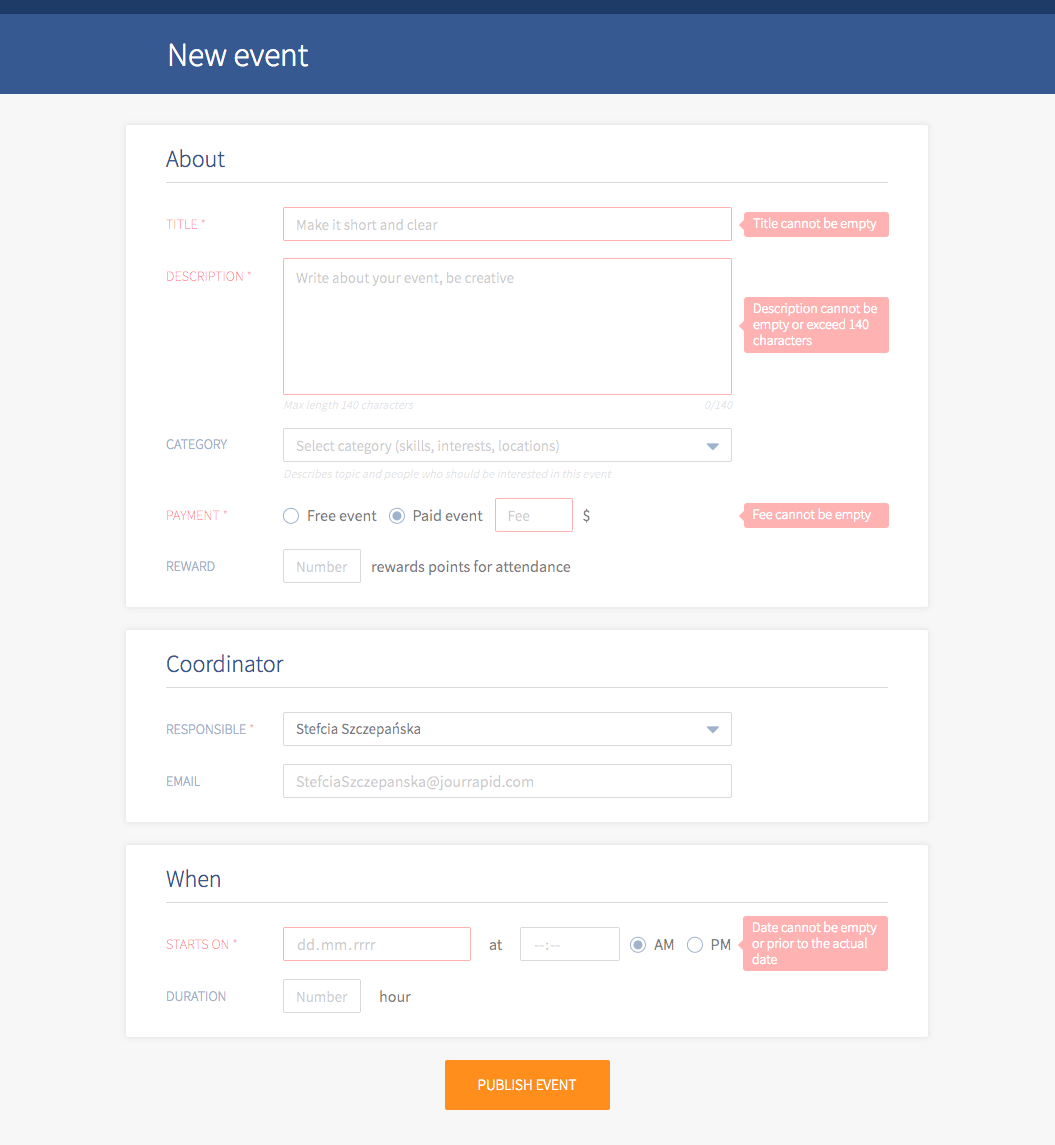 New event
About
TITLE *
Make it short and clear
Title cannot be empty
DESCRIPTION *
Write about your event, be creative
Description cannot be
empty or exceed 140
characters
Max length 140 characters
0/140
CATEGORY
Select category (skills, interests, locations)
Describes topic and people who should be interested in this event
PAYMENT *
Free event
Paid event
Fee
$
Fee cannot be empty
REWARD
Number
rewards points for attendance
Coordinator
RESPONSIBLE *
Stefcia Szczepańska
EMAIL
StefciaSzczepanska@jourrapid.com
When
STARTS ON *
dd.mm.rrrr
at
--:--
AM
PM
Date cannot be empty
or prior to the actual
date
DURATION
Number
hour
PUBLISH EVENT